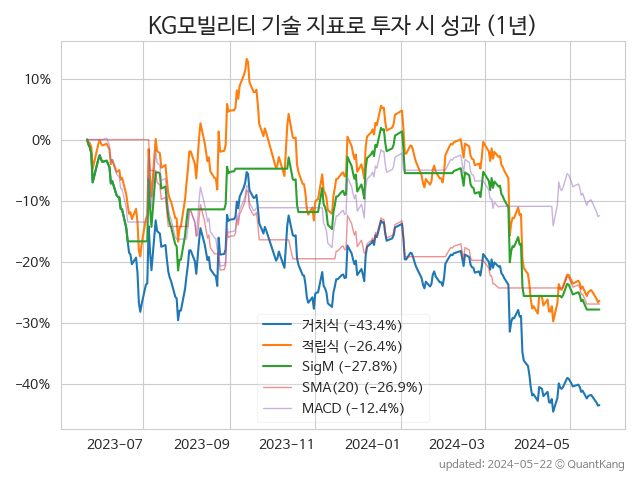 KG모빌리티 기술 지표로 투자 시 성과 (1년)
10%
0%
−10%
−20%
−30%
−40%
거치식 (−43.4%)
적립식 (−26.4%)
SigM (−27.8%)
SMA(20) (−26.9%)
MACD (−12.4%)
2023-07 2023-09 2023-11 2024-01 2024-03 2024-05
updated: 2024-05-22 ⓒ QuantKang